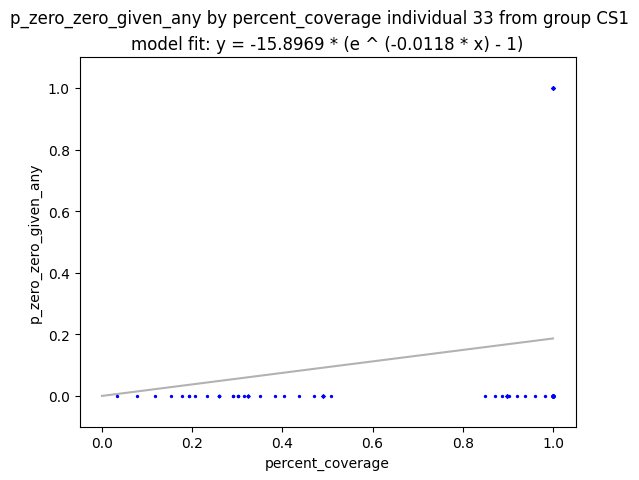 p_zero_zero_given_any by percent_coverage individual 33 from group CS1
model fit: y = -15.8969 * (e ^ (-0.0118 * x) - 1)
1.0
0.8
0.6
0.4
0.2
0.0
p_zero_zero_given_any
0.0 0.2 0.4 0.6 0.8 1.0
percent_coverage